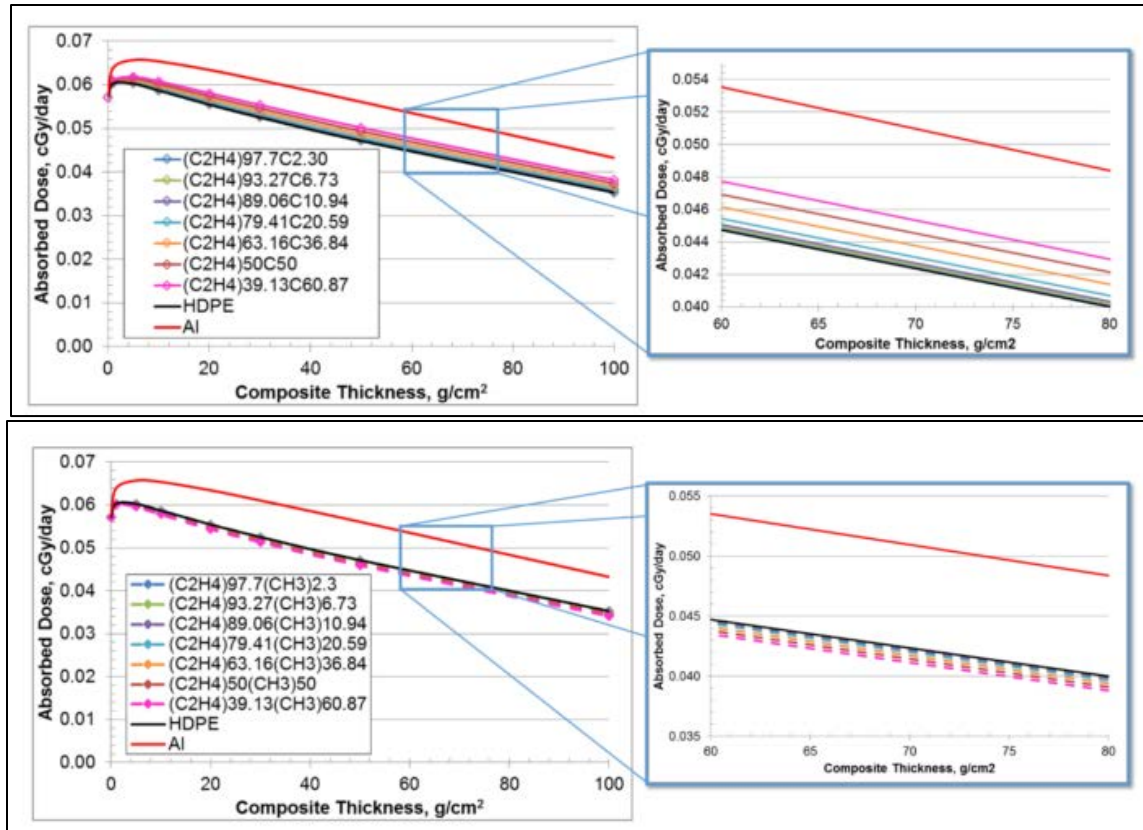 0.07
0.06
0.05
0.04
0.03
0.02
0.01
0.00
Absorbed Dose, cGy/day
(C2H4)97.7C2.30
(C2H4)93.27C6.73
(C2H4)89.06C10.94
(C2H4)79.41C20.59
(C2H4)63.16C36.84
(C2H4)50C50
(C2H4)39.13C60.87
HDPE
Al
0 20 40 60 80 100
Composite Thickness, g/cm²
0.054
0.052
0.050
0.048
0.046
0.044
0.042
0.040
Absorbed Dose, cGy/day
60 65 70 75 80
Composite Thickness, g/cm2
0.07
0.06
0.05
0.04
0.03
0.02
0.01
0.00
Absorbed Dose, cGy/day
(C2H4)97.7(CH3)2.3
(C2H4)93.27(CH3)6.73
(C2H4)89.06(CH3)10.94
(C2H4)79.41(CH3)20.59
(C2H4)63.16(CH3)36.84
(C2H4)50(CH3)50
(C2H4)39.13(CH3)60.87
HDPE
Al
0 20 40 60 80 100
Composite Thickness, g/cm²
0.055
0.050
0.045
0.040
0.035
Absorbed Dose, cGy/day
60 65 70 75 80
Composite Thickness, g/cm2